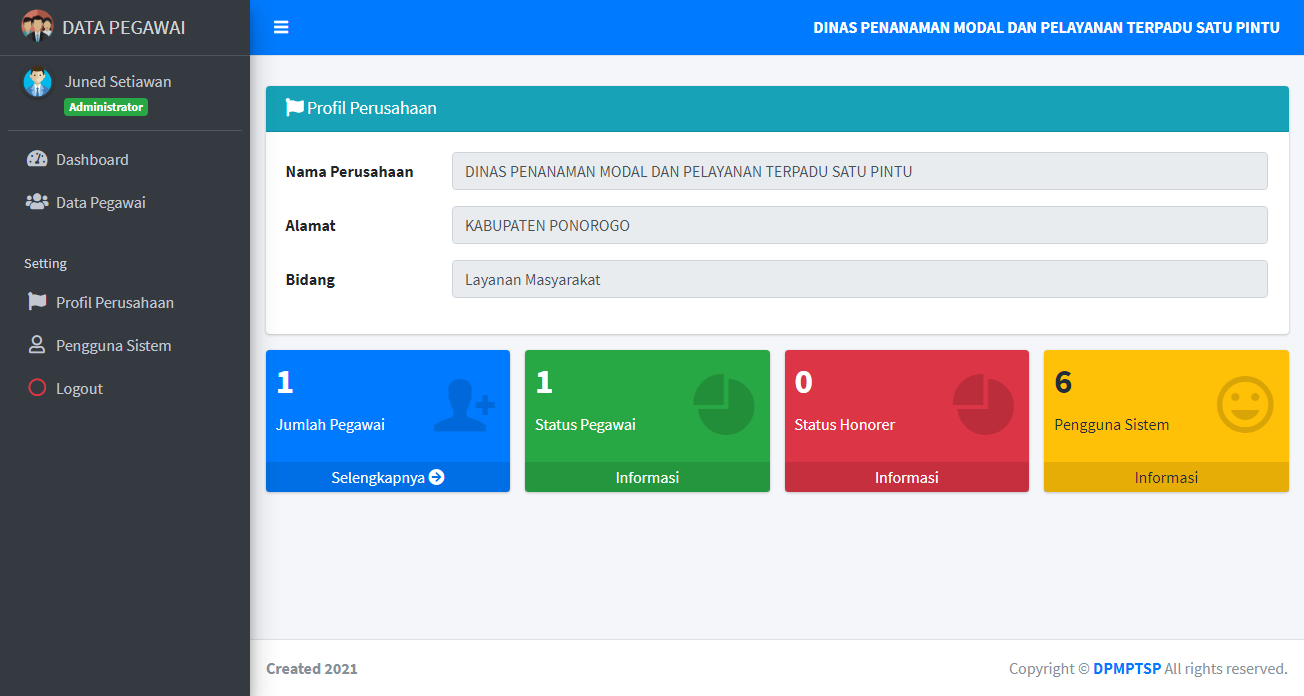 DATA PEGAWAI
DINAS PENANAMAN MODAL DAN PELAYANAN TERPADU SATU PINTU
Juned Setiawan
Administrator
Dashboard
Data Pegawai
Setting
Profil Perusahaan
Pengguna Sistem
Logout
Profil Perusahaan
Nama Perusahaan DINAS PENANAMAN MODAL DAN PELAYANAN TERPADU SATU PINTU
Alamat KABUPATEN PONOROGO
Bidang Layanan Masyarakat
1
Jumlah Pegawai
Selengkapnya
1
Status Pegawai
Informasi
0
Status Honorer
Informasi
6
Pengguna Sistem
Informasi
Created 2021
Copyright © DPMPTSP All rights reserved.